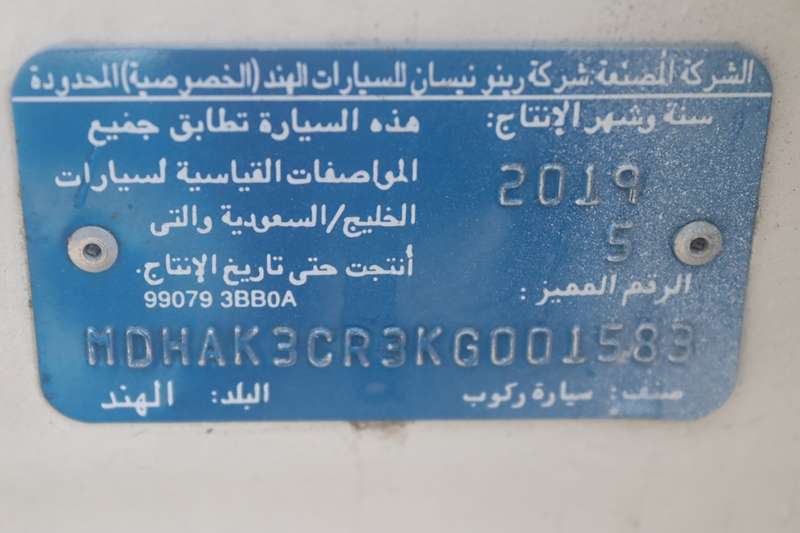 الشركة المصنعة: شركة رينو نيسان للسيارات الهند (الخصوصية) المحدودة
سنة وشهر الإنتاج:
2019
5
هذه السيارة تطابق جميع
المواصفات القياسية لسيارات
الخليج/السعودية والتى
أنتجت حتى تاريخ الإنتاج.
99079 3BB0A
الرقم المميز :
MDHAK3CR3KG001583
صنف: سيارة ركوب
البلد: الهند